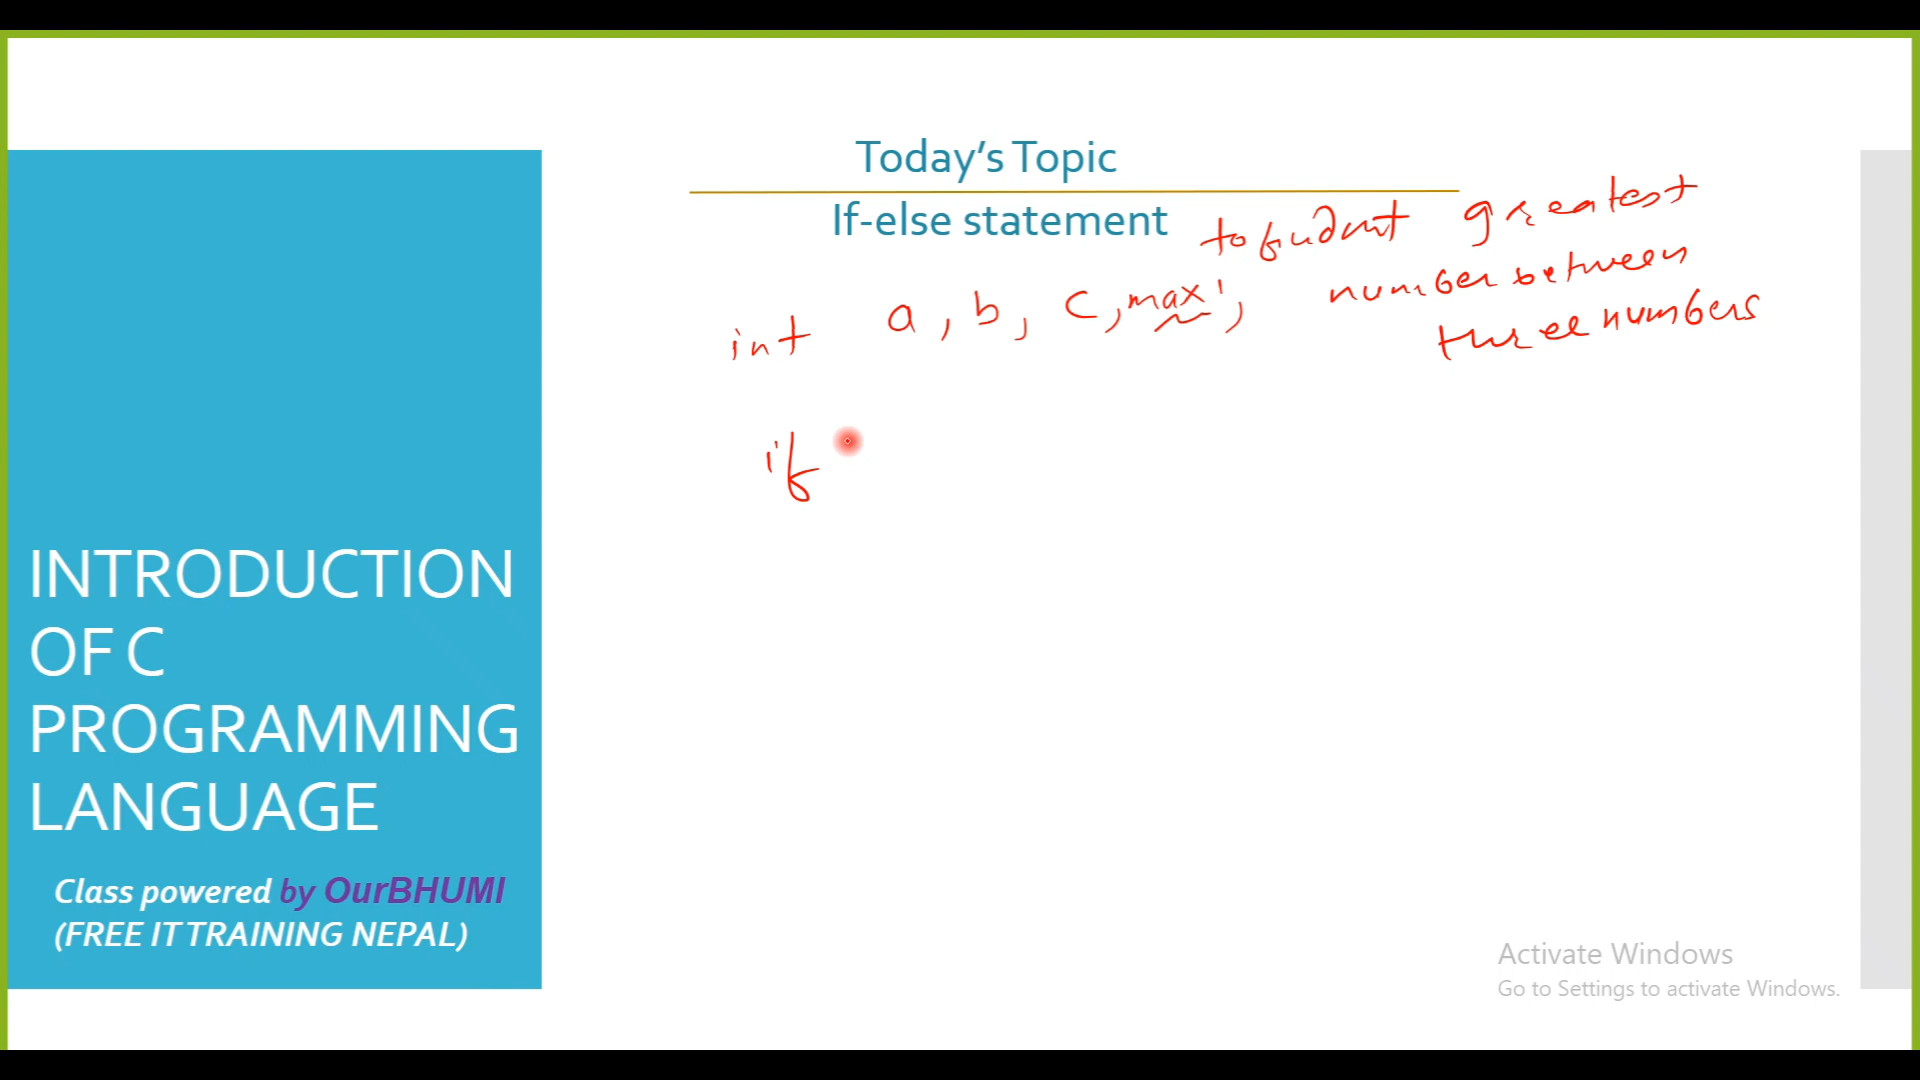 Today's Topic
If-else statement
to findout greatest
number between
three numbers
int a, b, c, max;
if
INTRODUCTION
OF C
PROGRAMMING
LANGUAGE
Class powered by OurBHUMI
(FREE IT TRAINING NEPAL)
Activate Windows
Go to Settings to activate Windows.